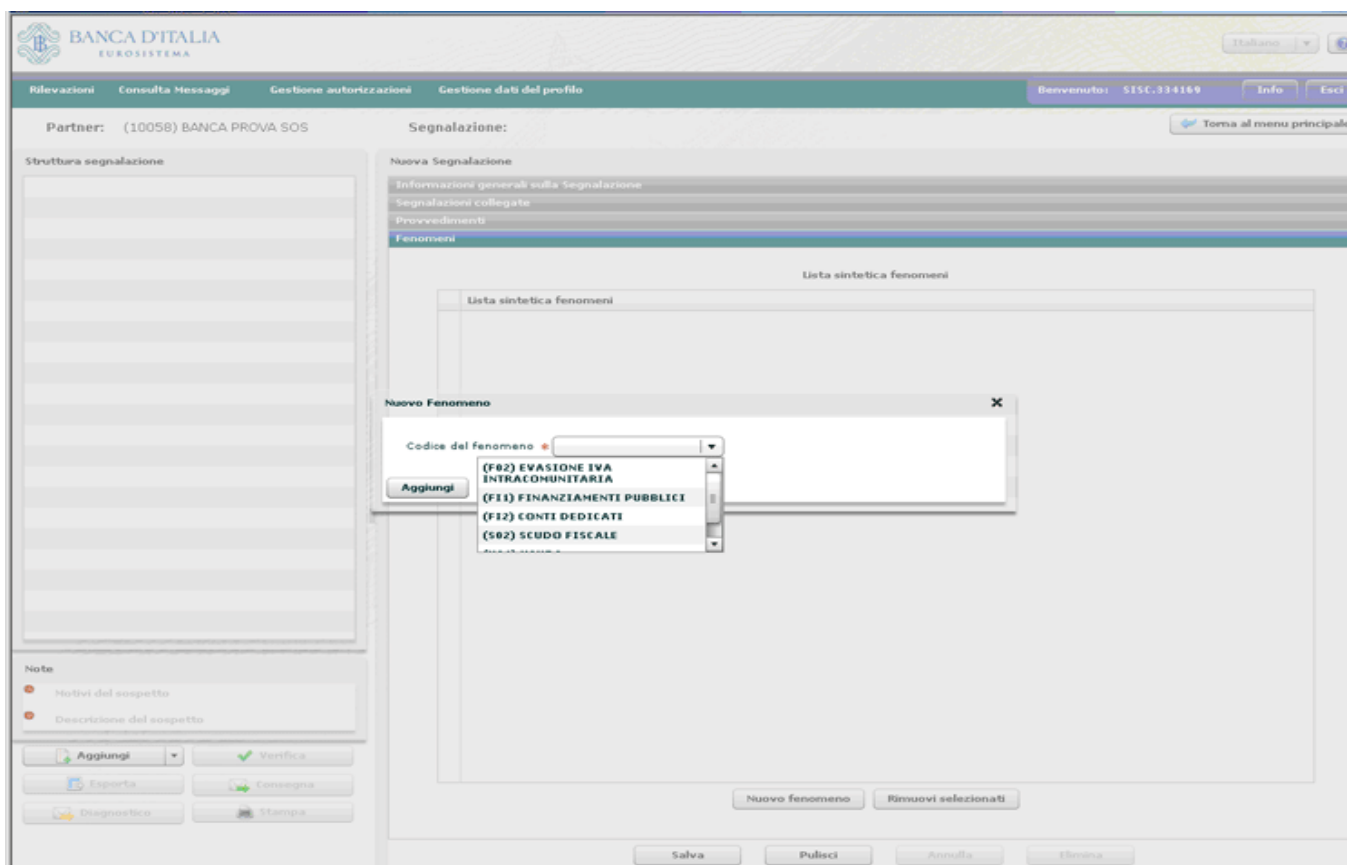 BANCA D'ITALIA
EUROSISTEMA
Italiano
Rilevazioni Consulta Messaggi Gestione autorizzazioni Gestione dati del profilo Benvenuto: SISC.334169 Info Esci
Partner: (10058) BANCA PROVA SOS Segnalazione: Torna al menu principale
Struttura segnalazione
Nuova Segnalazione
Informazioni generali sulla Segnalazione
Segnalazioni collegate
Provvedimenti
Fenomeni
Lista sintetica fenomeni
Lista sintetica fenomeni
Nuovo Fenomeno
Codice del fenomeno *
(F02) EVASIONE IVA
INTRACOMUNITARIA
(FI1) FINANZIAMENTI PUBBLICI
(FI2) CONTI DEDICATI
(S02) SCUDO FISCALE
Aggiungi
Note
Motivi del sospetto
Descrizione del sospetto
Aggiungi Verifica
Esporta Consegna
Diagnostico Stampa
Nuovo fenomeno Rimuovi selezionati
Salva Pulisci Annulla Elimina